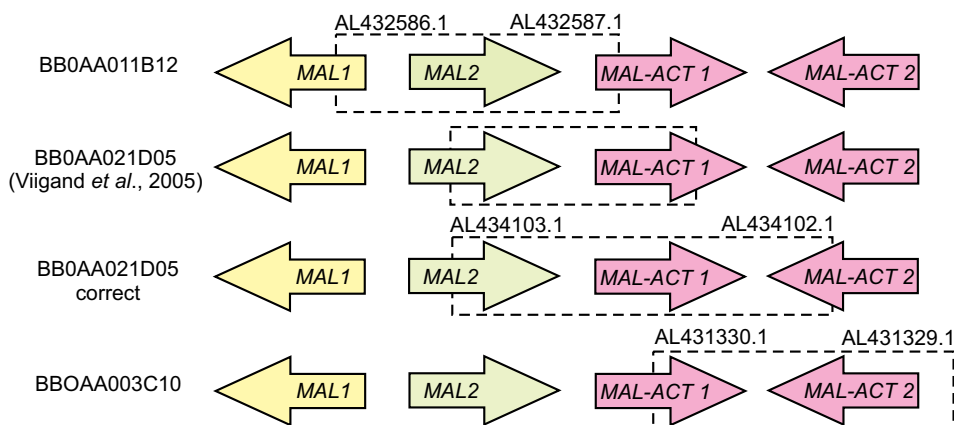 AL432586.1 AL432587.1
BB0AA011B12 MAL1 MAL2 MAL-ACT 1 MAL-ACT 2
BB0AA021D05
(Viigand et al., 2005) MAL1 MAL2 MAL-ACT 1 MAL-ACT 2
AL434103.1 AL434102.1
BB0AA021D05
correct MAL1 MAL2 MAL-ACT 1 MAL-ACT 2
AL431330.1 AL431329.1
BBOAA003C10 MAL1 MAL2 MAL-ACT 1 MAL-ACT 2